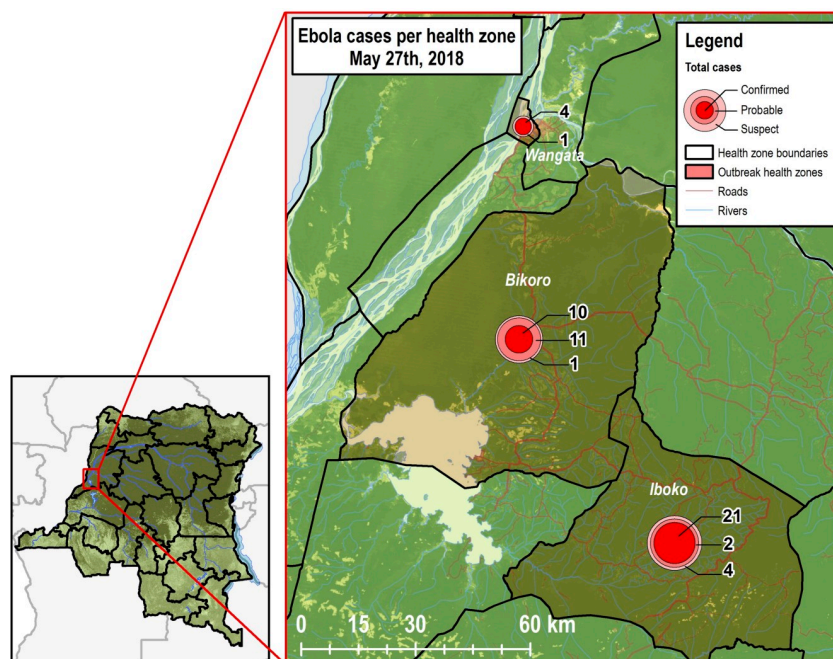 Ebola cases per health zone
May 27th, 2018
Legend
Total cases
Confirmed
Probable
Suspect
Health zone boundaries
Outbreak health zones
Roads
Rivers
4
1
Wangata
Bikoro
10
11
1
Iboko
21
2
4
0 15 30 60 km